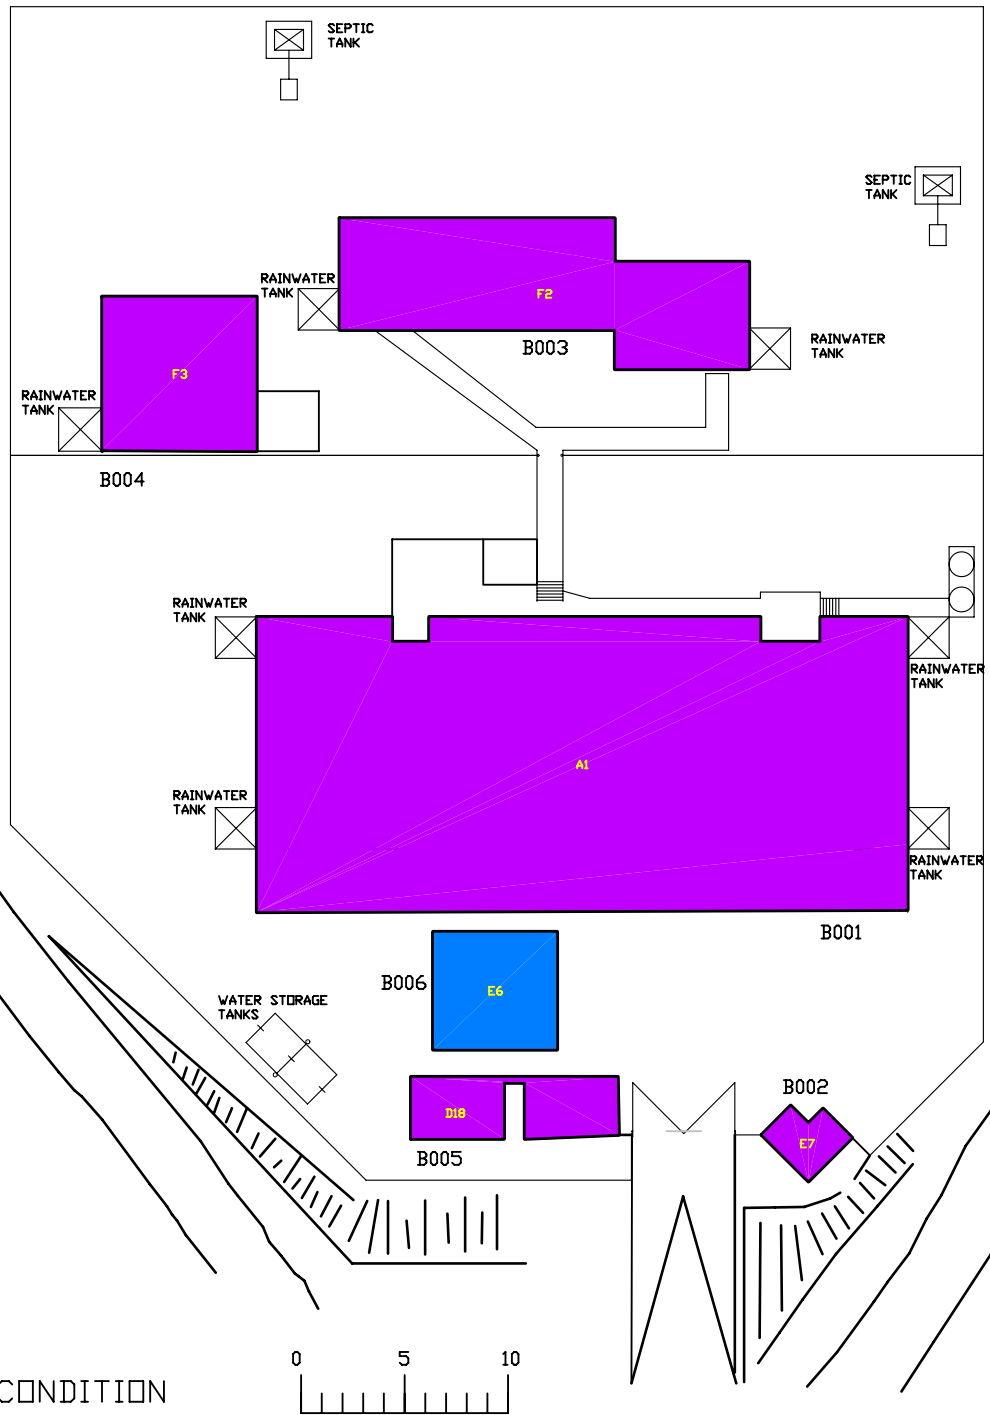 SEPTIC
TANK
SEPTIC
TANK
RAINWATER
TANK
F2
B003
RAINWATER
TANK
F3
RAINWATER
TANK
B004
RAINWATER
TANK
RAINWATER
TANK
A1
RAINWATER
TANK
RAINWATER
TANK
B001
B006
E6
WATER STORAGE
TANKS
B002
D18
E7
B005
0 5 10
CONDITION